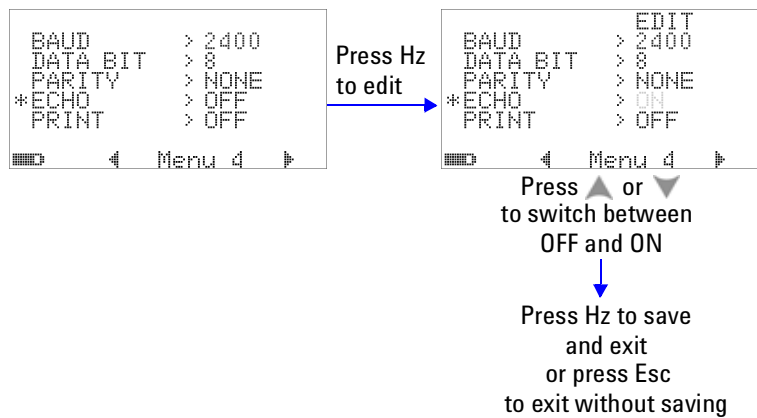 BAUD > 2400
DATA BIT > 8
PARITY > NONE
*ECHO > OFF
PRINT > OFF
Menu 4
Press Hz
to edit
EDIT
BAUD > 2400
DATA BIT > 8
PARITY > NONE
*ECHO > ON
PRINT > OFF
Menu 4
Press ▲ or ▼
to switch between
OFF and ON
Press Hz to save
and exit
or press Esc
to exit without saving